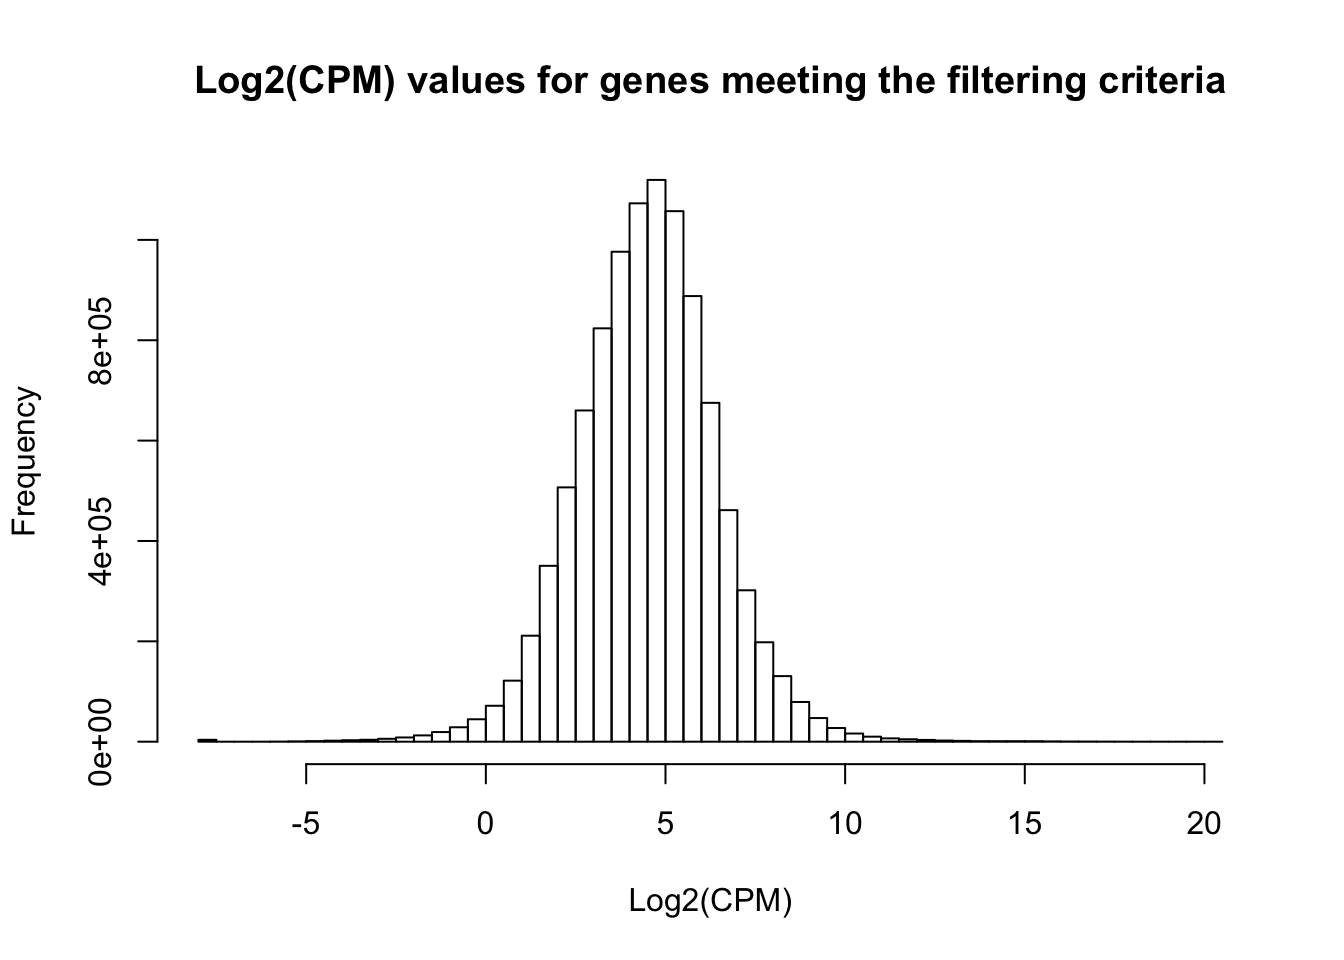 Log2(CPM) values for genes meeting the filtering criteria
Frequency
8e+05
4e+05
0e+00
-5 0 5 10 15 20
Log2(CPM)